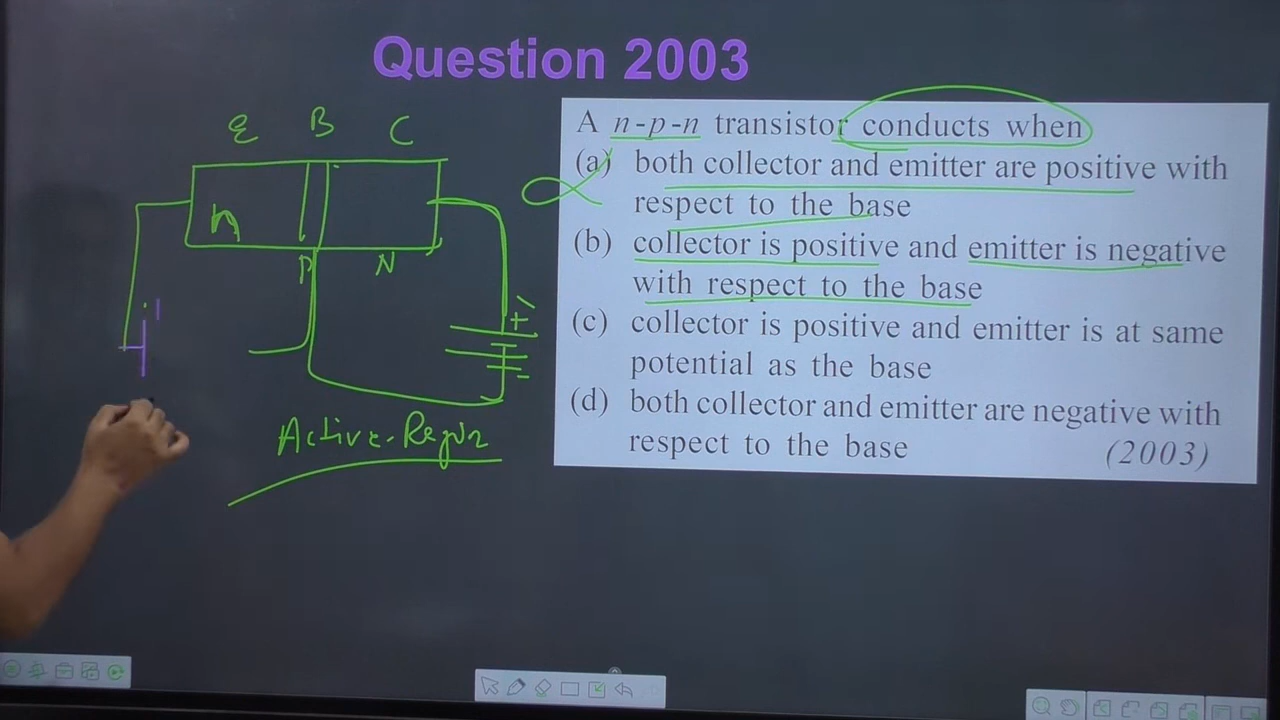 Question 2003
E B C
n
P N
+
-
Active-Region
A n-p-n transistor conducts when
(a) both collector and emitter are positive with
respect to the base
(b) collector is positive and emitter is negative
with respect to the base
(c) collector is positive and emitter is at same
potential as the base
(d) both collector and emitter are negative with
respect to the base (2003)